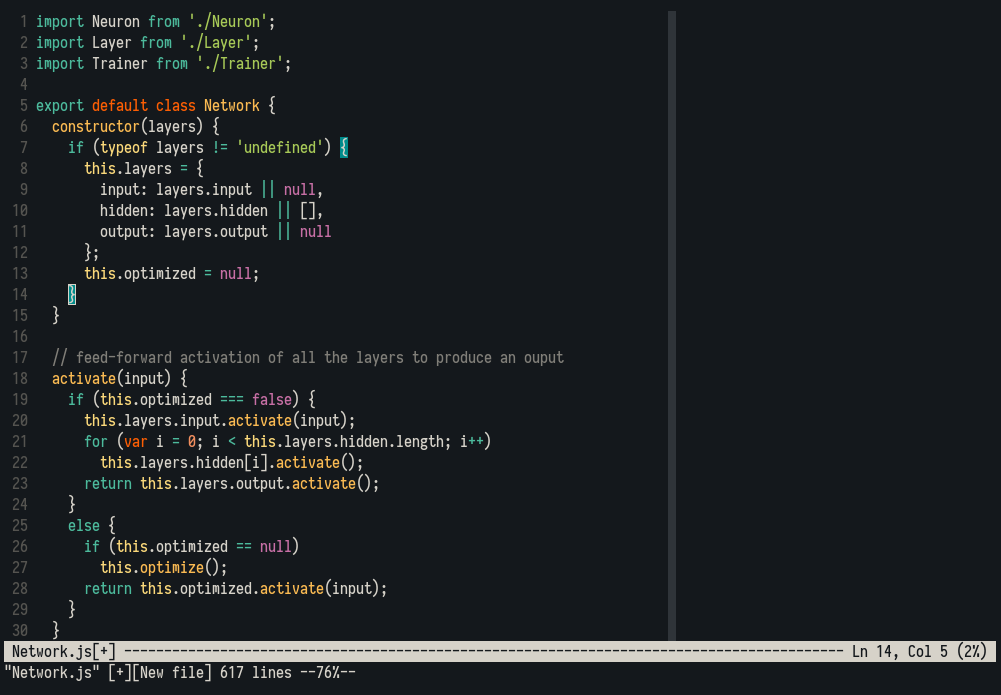 1 import Neuron from './Neuron';
2 import Layer from './Layer';
3 import Trainer from './Trainer';
4
5 export default class Network {
6   constructor(layers) {
7     if (typeof layers != 'undefined') {
8       this.layers = {
9         input: layers.input || null,
10         hidden: layers.hidden || [],
11         output: layers.output || null
12       };
13       this.optimized = null;
14     }
15   }
16
17   // feed-forward activation of all the layers to produce an ouput
18   activate(input) {
19     if (this.optimized === false) {
20       this.layers.input.activate(input);
21       for (var i = 0; i < this.layers.hidden.length; i++)
22         this.layers.hidden[i].activate();
23       return this.layers.output.activate();
24     }
25     else {
26       if (this.optimized == null)
27         this.optimize();
28       return this.optimized.activate(input);
29     }
30   }
Network.js[+] ------------------------------------------------------------------------------------------ Ln 14, Col 5 (2%)
"Network.js" [+][New file] 617 lines --76%--